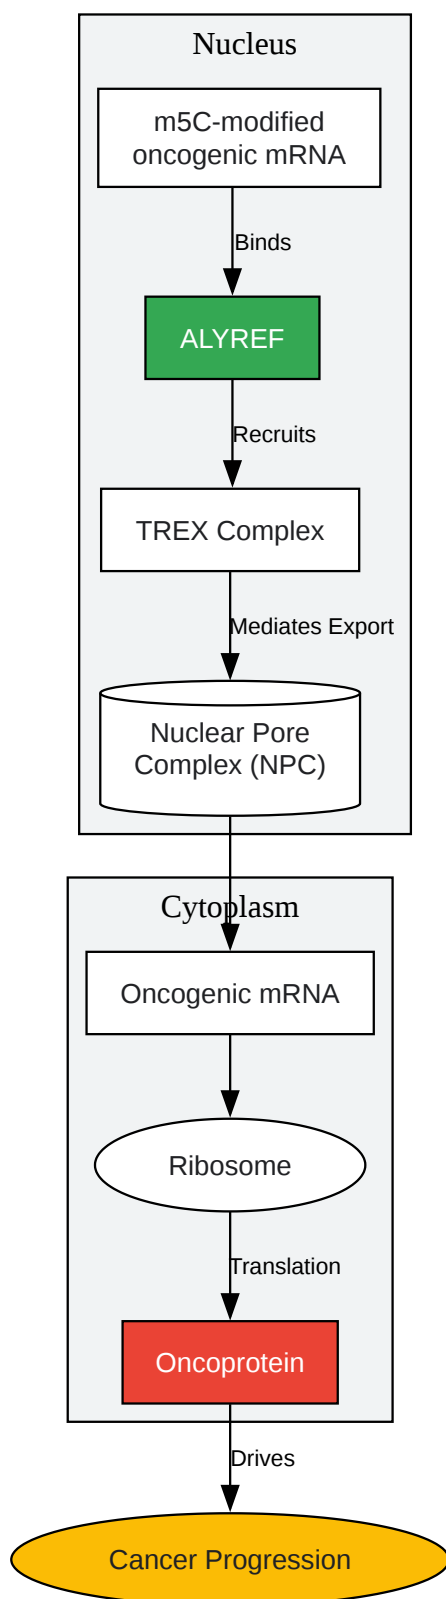 Nucleus
m5C-modified
oncogenic mRNA
Binds
ALYREF
Recruits
TREX Complex
Mediates Export
Nuclear Pore
Complex (NPC)
Cytoplasm
Oncogenic mRNA
Ribosome
Translation
Oncoprotein
Drives
Cancer Progression